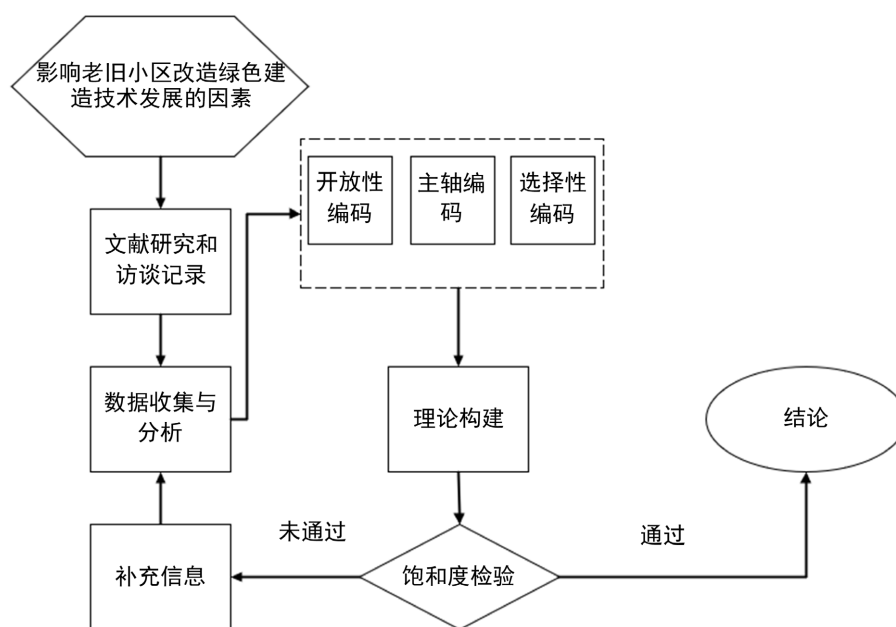 影响老旧小区改造绿色建
造技术发展的因素
文献研究和
访谈记录
数据收集与
分析
补充信息
开放性
编码
主轴编
码
选择性
编码
理论构建
饱和度检验
未通过
通过
结论